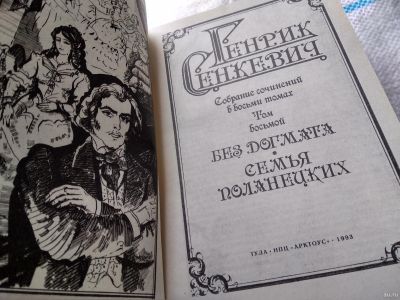 Генрик
Сенкевич
Собрание сочинений
в восьми томах
Том
восьмой
БЕЗ ДОГМАТА
СЕМЬЯ
ПОЛАНЕЦКИХ
ТУЛА • НПЦ «АРКТОУС» • 1993